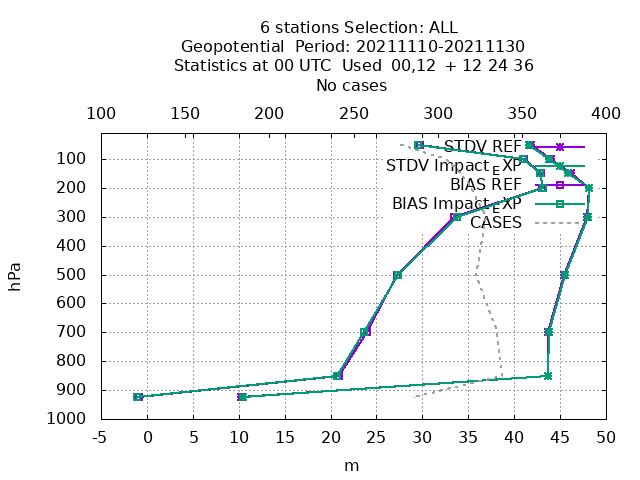 6 stations Selection: ALL
Geopotential  Period: 20211110-20211130
Statistics at 00 UTC  Used  00,12  + 12 24 36
No cases
100 150 200 250 300 350 400
STDV REF
STDV Impact_EXP
BIAS REF
BIAS Impact_EXP
CASES
100
200
300
400
500
600
700
800
900
1000
hPa
-5 0 5 10 15 20 25 30 35 40 45 50
m